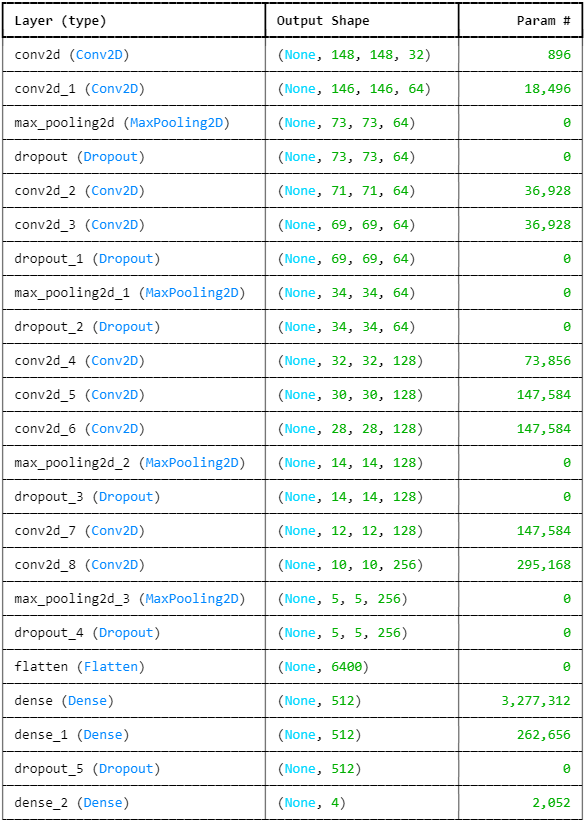 Layer (type) Output Shape Param #
conv2d (Conv2D) (None, 148, 148, 32) 896
conv2d_1 (Conv2D) (None, 146, 146, 64) 18,496
max_pooling2d (MaxPooling2D) (None, 73, 73, 64) 0
dropout (Dropout) (None, 73, 73, 64) 0
conv2d_2 (Conv2D) (None, 71, 71, 64) 36,928
conv2d_3 (Conv2D) (None, 69, 69, 64) 36,928
dropout_1 (Dropout) (None, 69, 69, 64) 0
max_pooling2d_1 (MaxPooling2D) (None, 34, 34, 64) 0
dropout_2 (Dropout) (None, 34, 34, 64) 0
conv2d_4 (Conv2D) (None, 32, 32, 128) 73,856
conv2d_5 (Conv2D) (None, 30, 30, 128) 147,584
conv2d_6 (Conv2D) (None, 28, 28, 128) 147,584
max_pooling2d_2 (MaxPooling2D) (None, 14, 14, 128) 0
dropout_3 (Dropout) (None, 14, 14, 128) 0
conv2d_7 (Conv2D) (None, 12, 12, 128) 147,584
conv2d_8 (Conv2D) (None, 10, 10, 256) 295,168
max_pooling2d_3 (MaxPooling2D) (None, 5, 5, 256) 0
dropout_4 (Dropout) (None, 5, 5, 256) 0
flatten (Flatten) (None, 6400) 0
dense (Dense) (None, 512) 3,277,312
dense_1 (Dense) (None, 512) 262,656
dropout_5 (Dropout) (None, 512) 0
dense_2 (Dense) (None, 4) 2,052